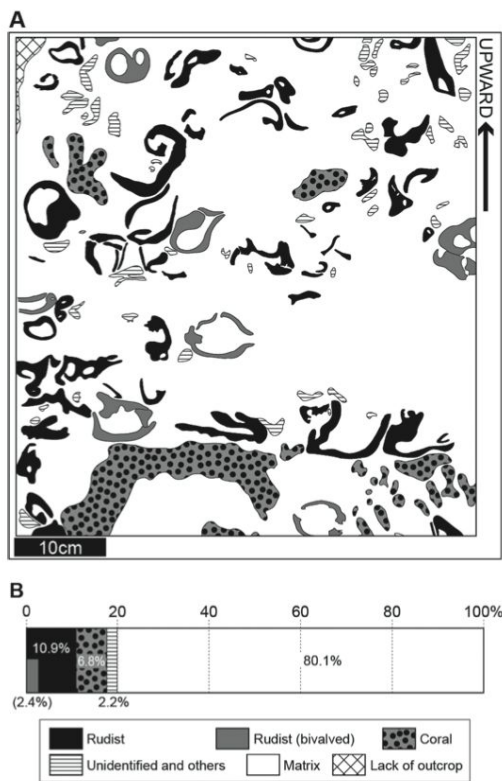 A
UPWARD
10cm
B
0 20 40 60 80 100%
10.9% 6.8% 80.1%
(2.4%) 2.2%
Rudist Rudist (bivalved) Coral
Unidentified and others Matrix Lack of outcrop